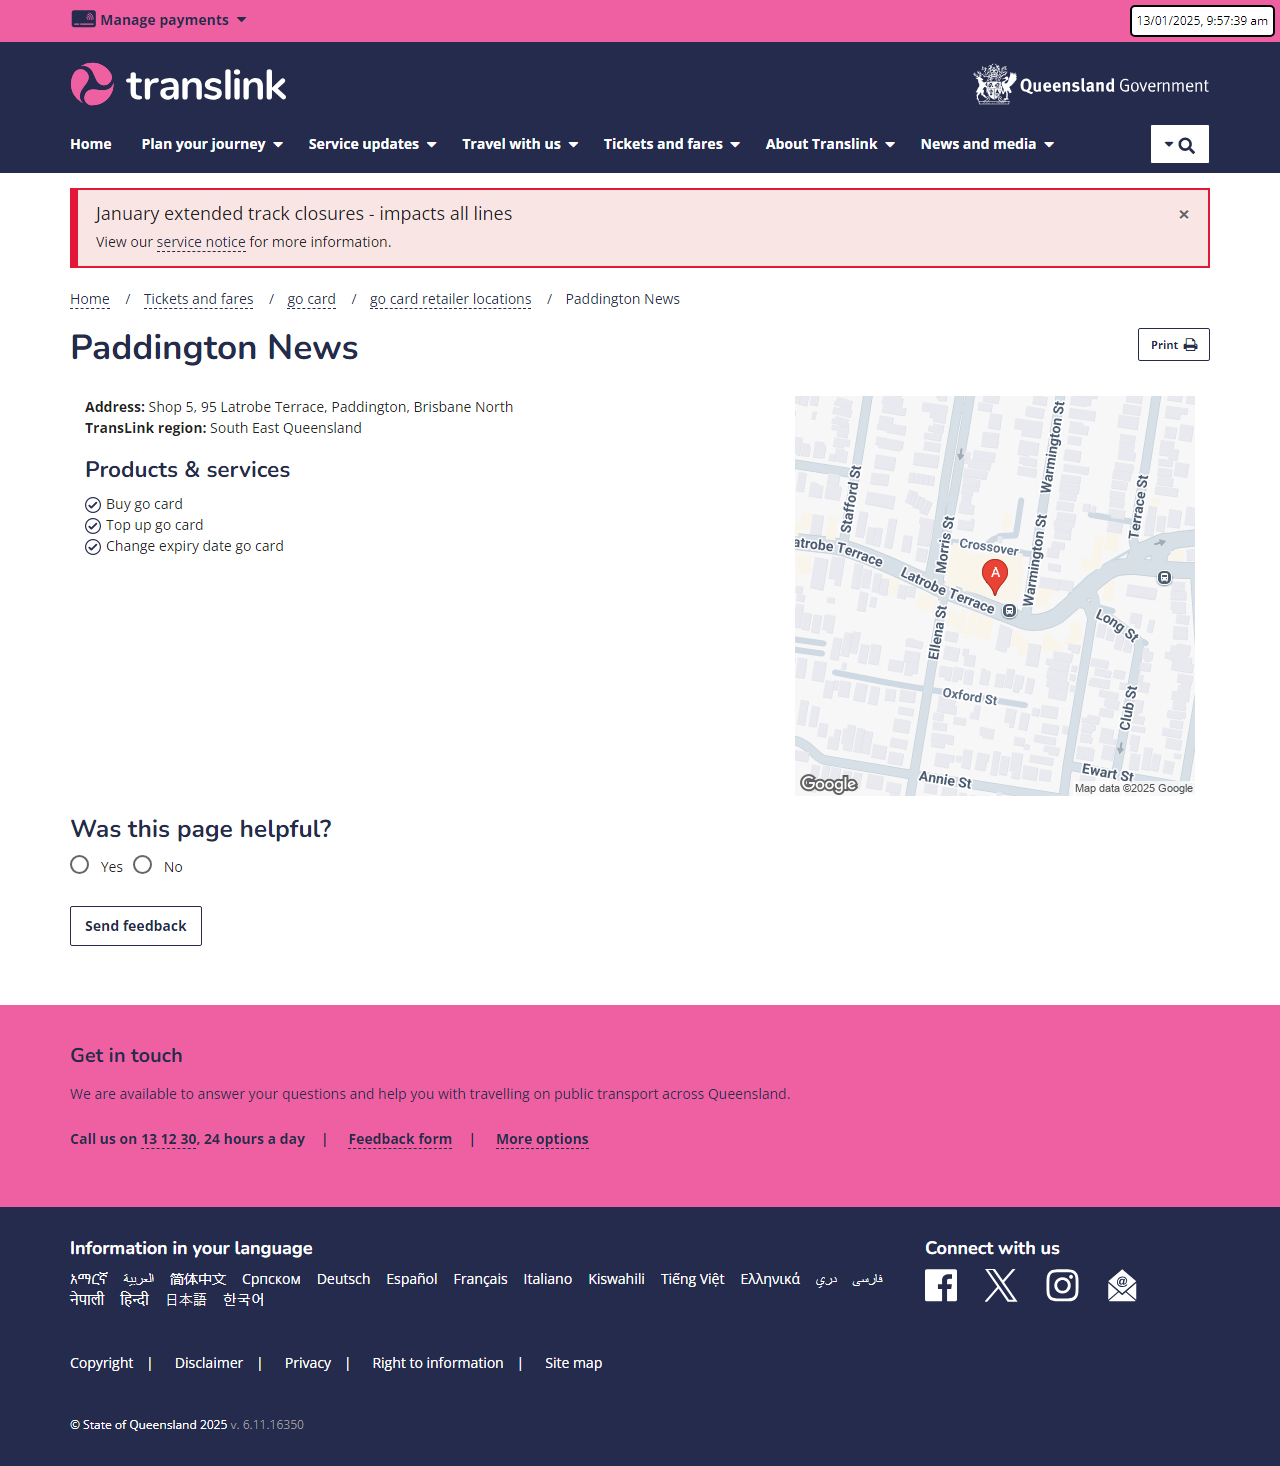 Manage payments
13/01/2025, 9:57:39 am
translink
Queensland Government
Home Plan your journey Service updates Travel with us Tickets and fares About Translink News and media
January extended track closures - impacts all lines
×
View our service notice for more information.
Home / Tickets and fares / go card / go card retailer locations / Paddington News
Paddington News
Print
Address: Shop 5, 95 Latrobe Terrace, Paddington, Brisbane North
TransLink region: South East Queensland
Products & services
Buy go card
Top up go card
Change expiry date go card
Stafford St
Morris St
Warmington St
Warmington St
Terrace St
Crossover
atrobe Terrace
Latrobe Terrace
A
Ellena St
Long St
Oxford St
Club St
Annie St
Ewart St
Google
Map data ©2025 Google
Was this page helpful?
Yes No
Send feedback
Get in touch
We are available to answer your questions and help you with travelling on public transport across Queensland.
Call us on 13 12 30, 24 hours a day | Feedback form | More options
Information in your language
አማርኛ العربية 简体中文 Српском Deutsch Español Français Italiano Kiswahili Tiếng Việt Ελληνικά دري فارسی
नेपाली हिन्दी 日本語 한국어
Connect with us
Copyright | Disclaimer | Privacy | Right to information | Site map
© State of Queensland 2025 v. 6.11.16350